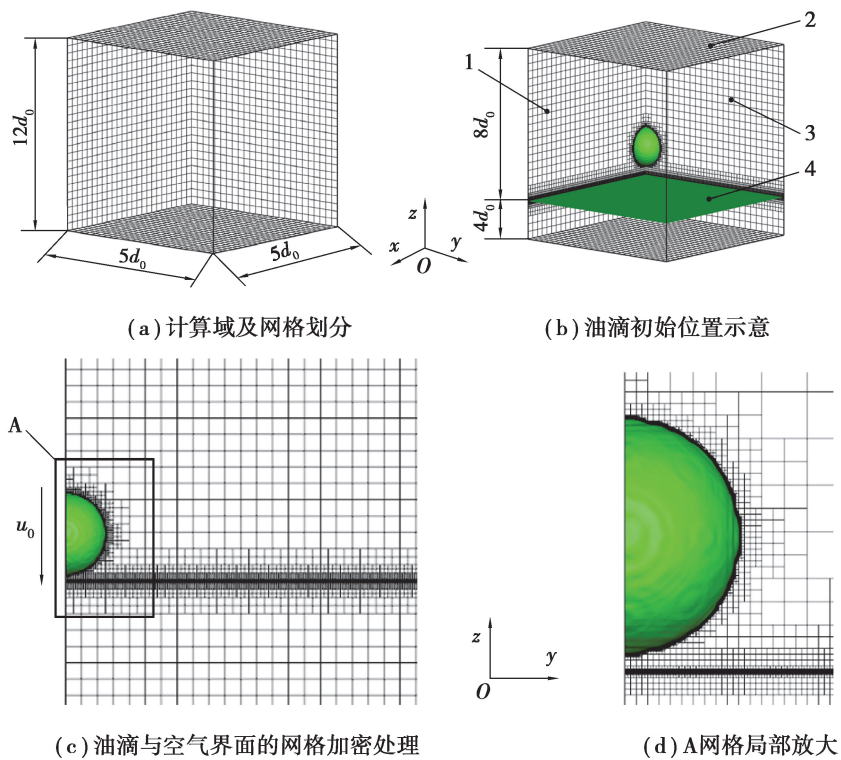 12d₀
5d₀
5d₀
(a)计算域及网格划分
z
x
y
O
1
2
3
4
8d₀
4d₀
(b)油滴初始位置示意
A
u₀
(c)油滴与空气界面的网格加密处理
z
y
O
(d)A网格局部放大